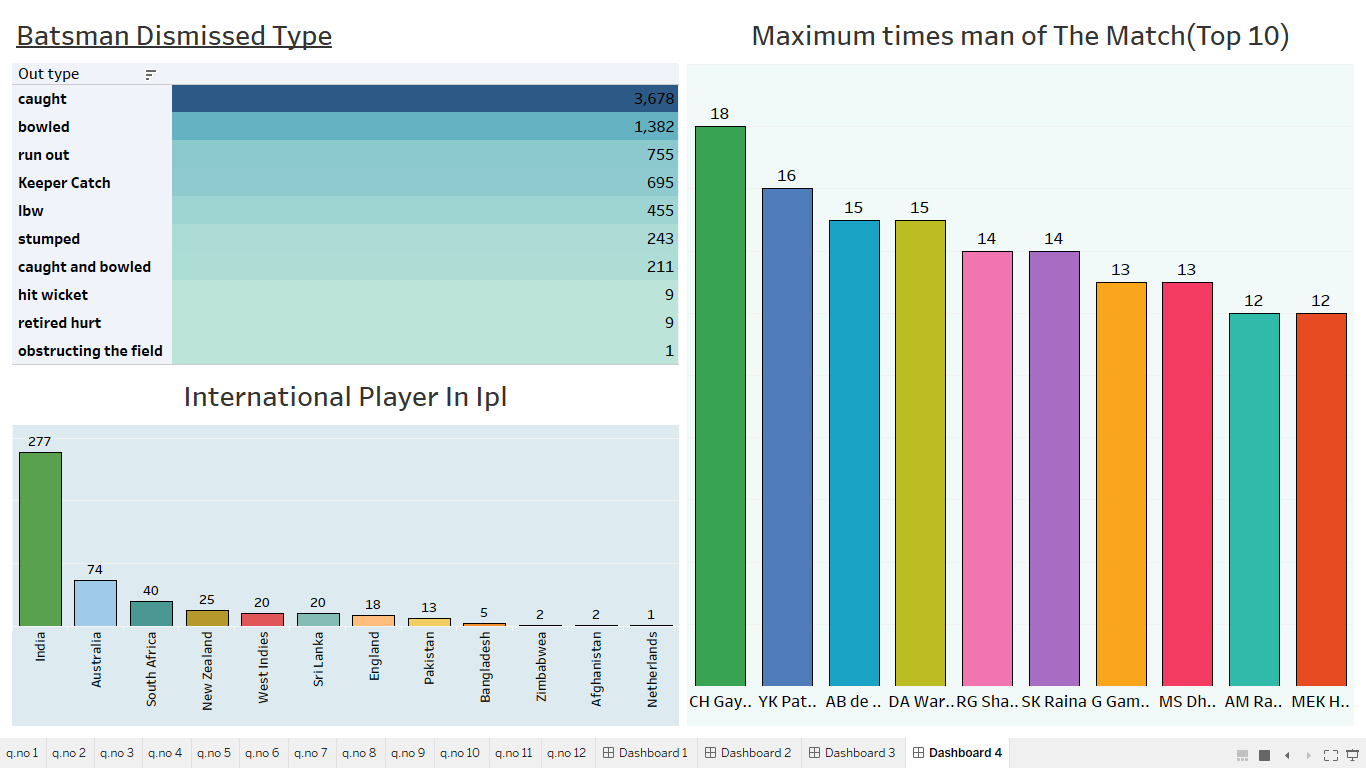 Batsman Dismissed Type
Out type
caught 3,678
bowled 1,382
run out 755
Keeper Catch 695
lbw 455
stumped 243
caught and bowled 211
hit wicket 9
retired hurt 9
obstructing the field 1
International Player In Ipl
277 74 40 25 20 20 18 13 5 2 2 1
India Australia South Africa New Zealand West Indies Sri Lanka England Pakistan Bangladesh Zimbabwea Afghanistan Netherlands
Maximum times man of The Match(Top 10)
18 16 15 15 14 14 13 13 12 12
CH Gay.. YK Pat.. AB de .. DA War.. RG Sha.. SK Raina G Gam.. MS Dh.. AM Ra.. MEK H..
q.no 1 q.no 2 q.no 3 q.no 4 q.no 5 q.no 6 q.no 7 q.no 8 q.no 9 q.no 10 q.no 11 q.no 12 Dashboard 1 Dashboard 2 Dashboard 3 Dashboard 4